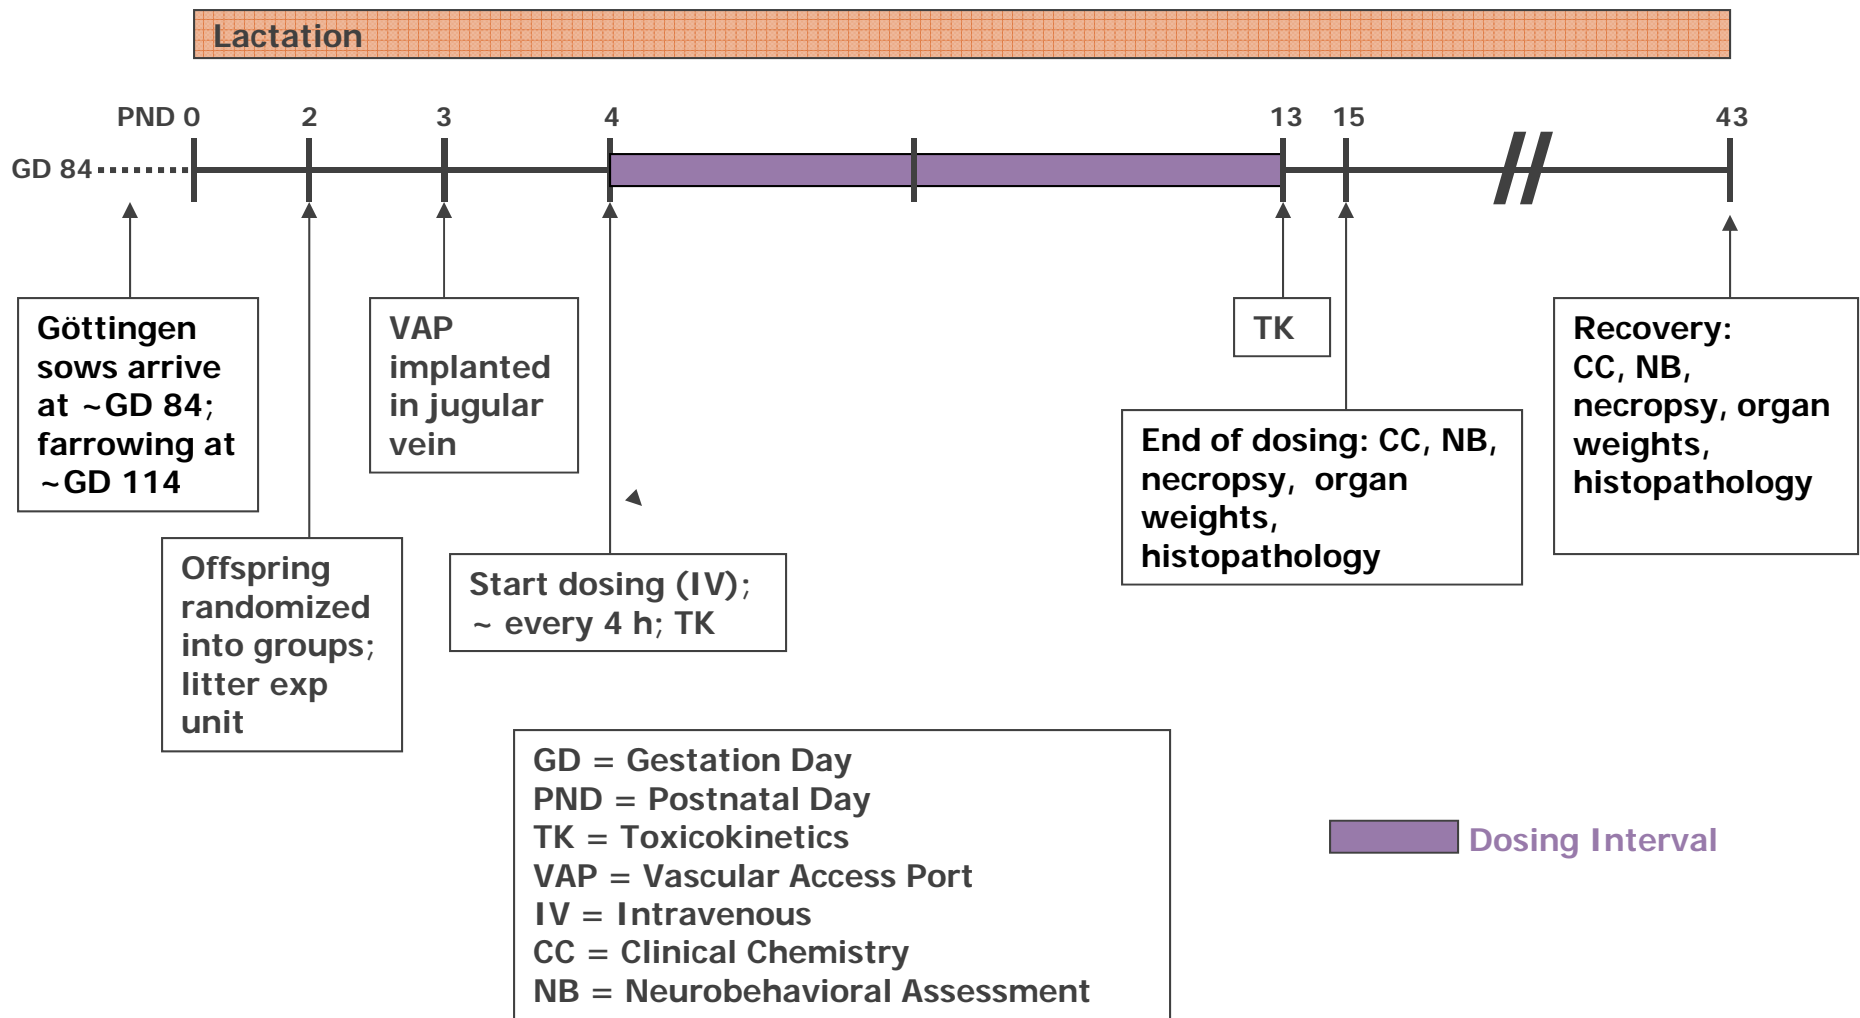 Lactation
PND 0 2 3 4 13 15 43
GD 84
Göttingen
sows arrive
at ~GD 84;
farrowing at
~GD 114
Offspring
randomized
into groups;
litter exp
unit
VAP
implanted
in jugular
vein
Start dosing (IV);
~ every 4 h; TK
TK
End of dosing: CC, NB,
necropsy, organ
weights,
histopathology
Recovery:
CC, NB,
necropsy, organ
weights,
histopathology
GD = Gestation Day
PND = Postnatal Day
TK = Toxicokinetics
VAP = Vascular Access Port
IV = Intravenous
CC = Clinical Chemistry
NB = Neurobehavioral Assessment
Dosing Interval